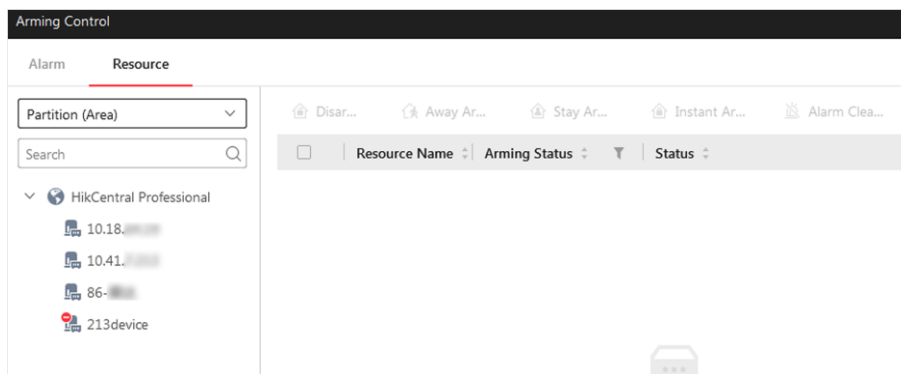 Arming Control
Alarm Resource
Partition (Area)
Disar... Away Ar... Stay Ar... Instant Ar... Alarm Clea...
Search
Resource Name Arming Status Status
HikCentral Professional
10.18.
10.41.
86-
213device